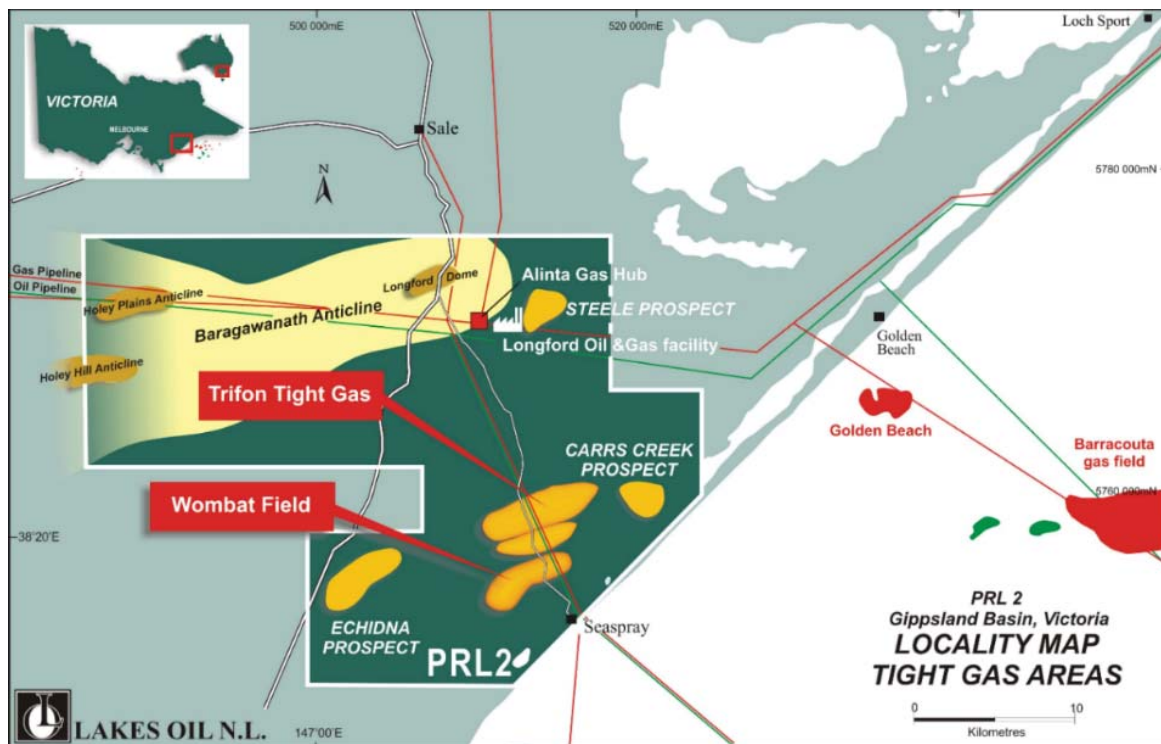 500 000mE
520 000mE
Loch Sport
VICTORIA
MELBOURNE
Sale
N
5780 000mN
Gas Pipeline
Oil Pipeline
Holey Plains Anticline
Longford Dome
Baragawanath Anticline
Alinta Gas Hub
STEELE PROSPECT
Longford Oil &Gas facility
Golden
Beach
Holey Hill Anticline
Trifon Tight Gas
Golden Beach
CARRS CREEK
PROSPECT
Barracouta
gas field
Wombat Field
5760 000mN
38°20'E
ECHIDNA
PROSPECT
Seaspray
PRL2
PRL 2
Gippsland Basin, Victoria
LOCALITY MAP
TIGHT GAS AREAS
0 10
Kilometres
LAKES OIL N.L.
147°00'E